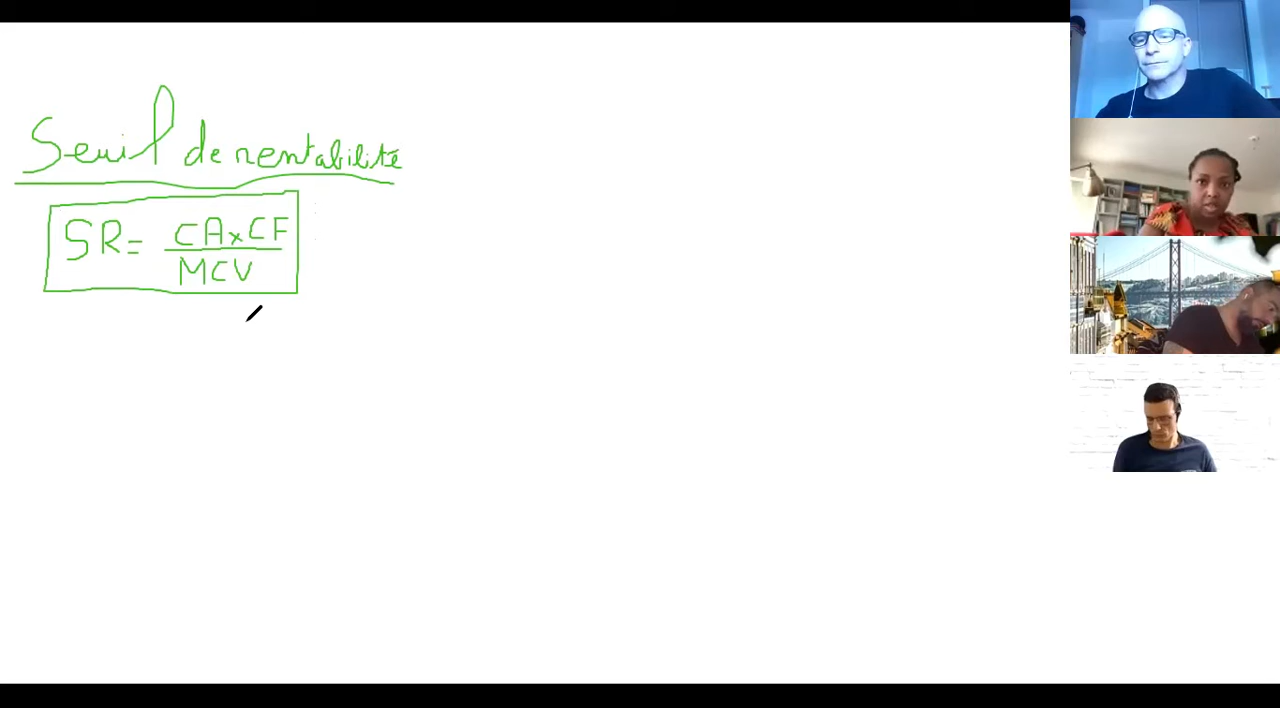 Seuil de rentabilité
SR = CA x CF
MCV